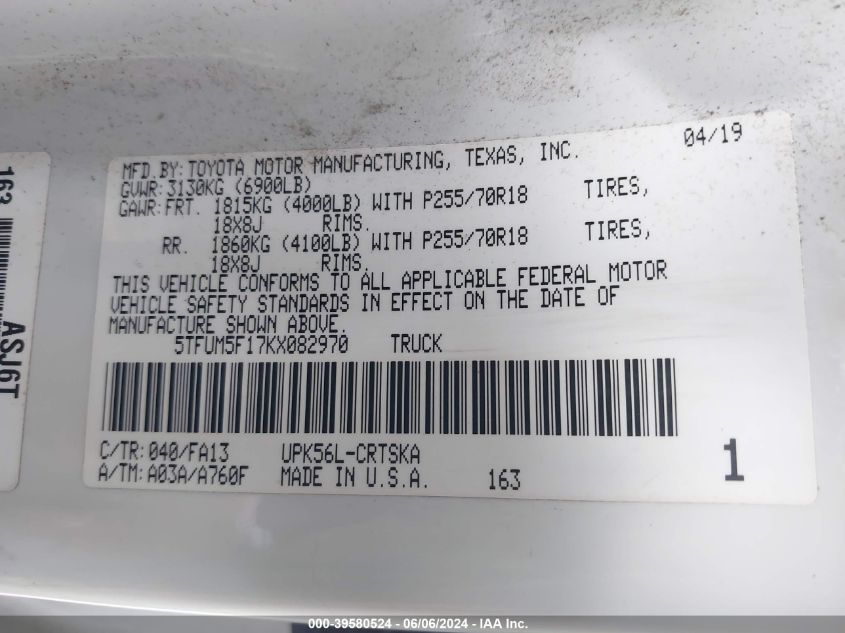 04/19
MFD.BY:TOYOTA MOTOR MANUFACTURING, TEXAS, INC.
GVWR:3130KG (6900LB)
GAWR:FRT. 1815KG (4000LB) WITH P255/70R18 TIRES,
18X8J RIMS.
RR. 1860KG (4100LB) WITH P255/70R18 TIRES,
18X8J RIMS.
THIS VEHICLE CONFORMS TO ALL APPLICABLE FEDERAL MOTOR
VEHICLE SAFETY STANDARDS IN EFFECT ON THE DATE OF
MANUFACTURE SHOWN ABOVE.
5TFUM5F17KX082970 TRUCK
C/TR:040/FA13 UPK56L-CRTSKA
A/TM:A03A/A760F MADE IN U.S.A. 163
1
163
ASJ6T
000-39580524 - 06/06/2024 - IAA Inc.